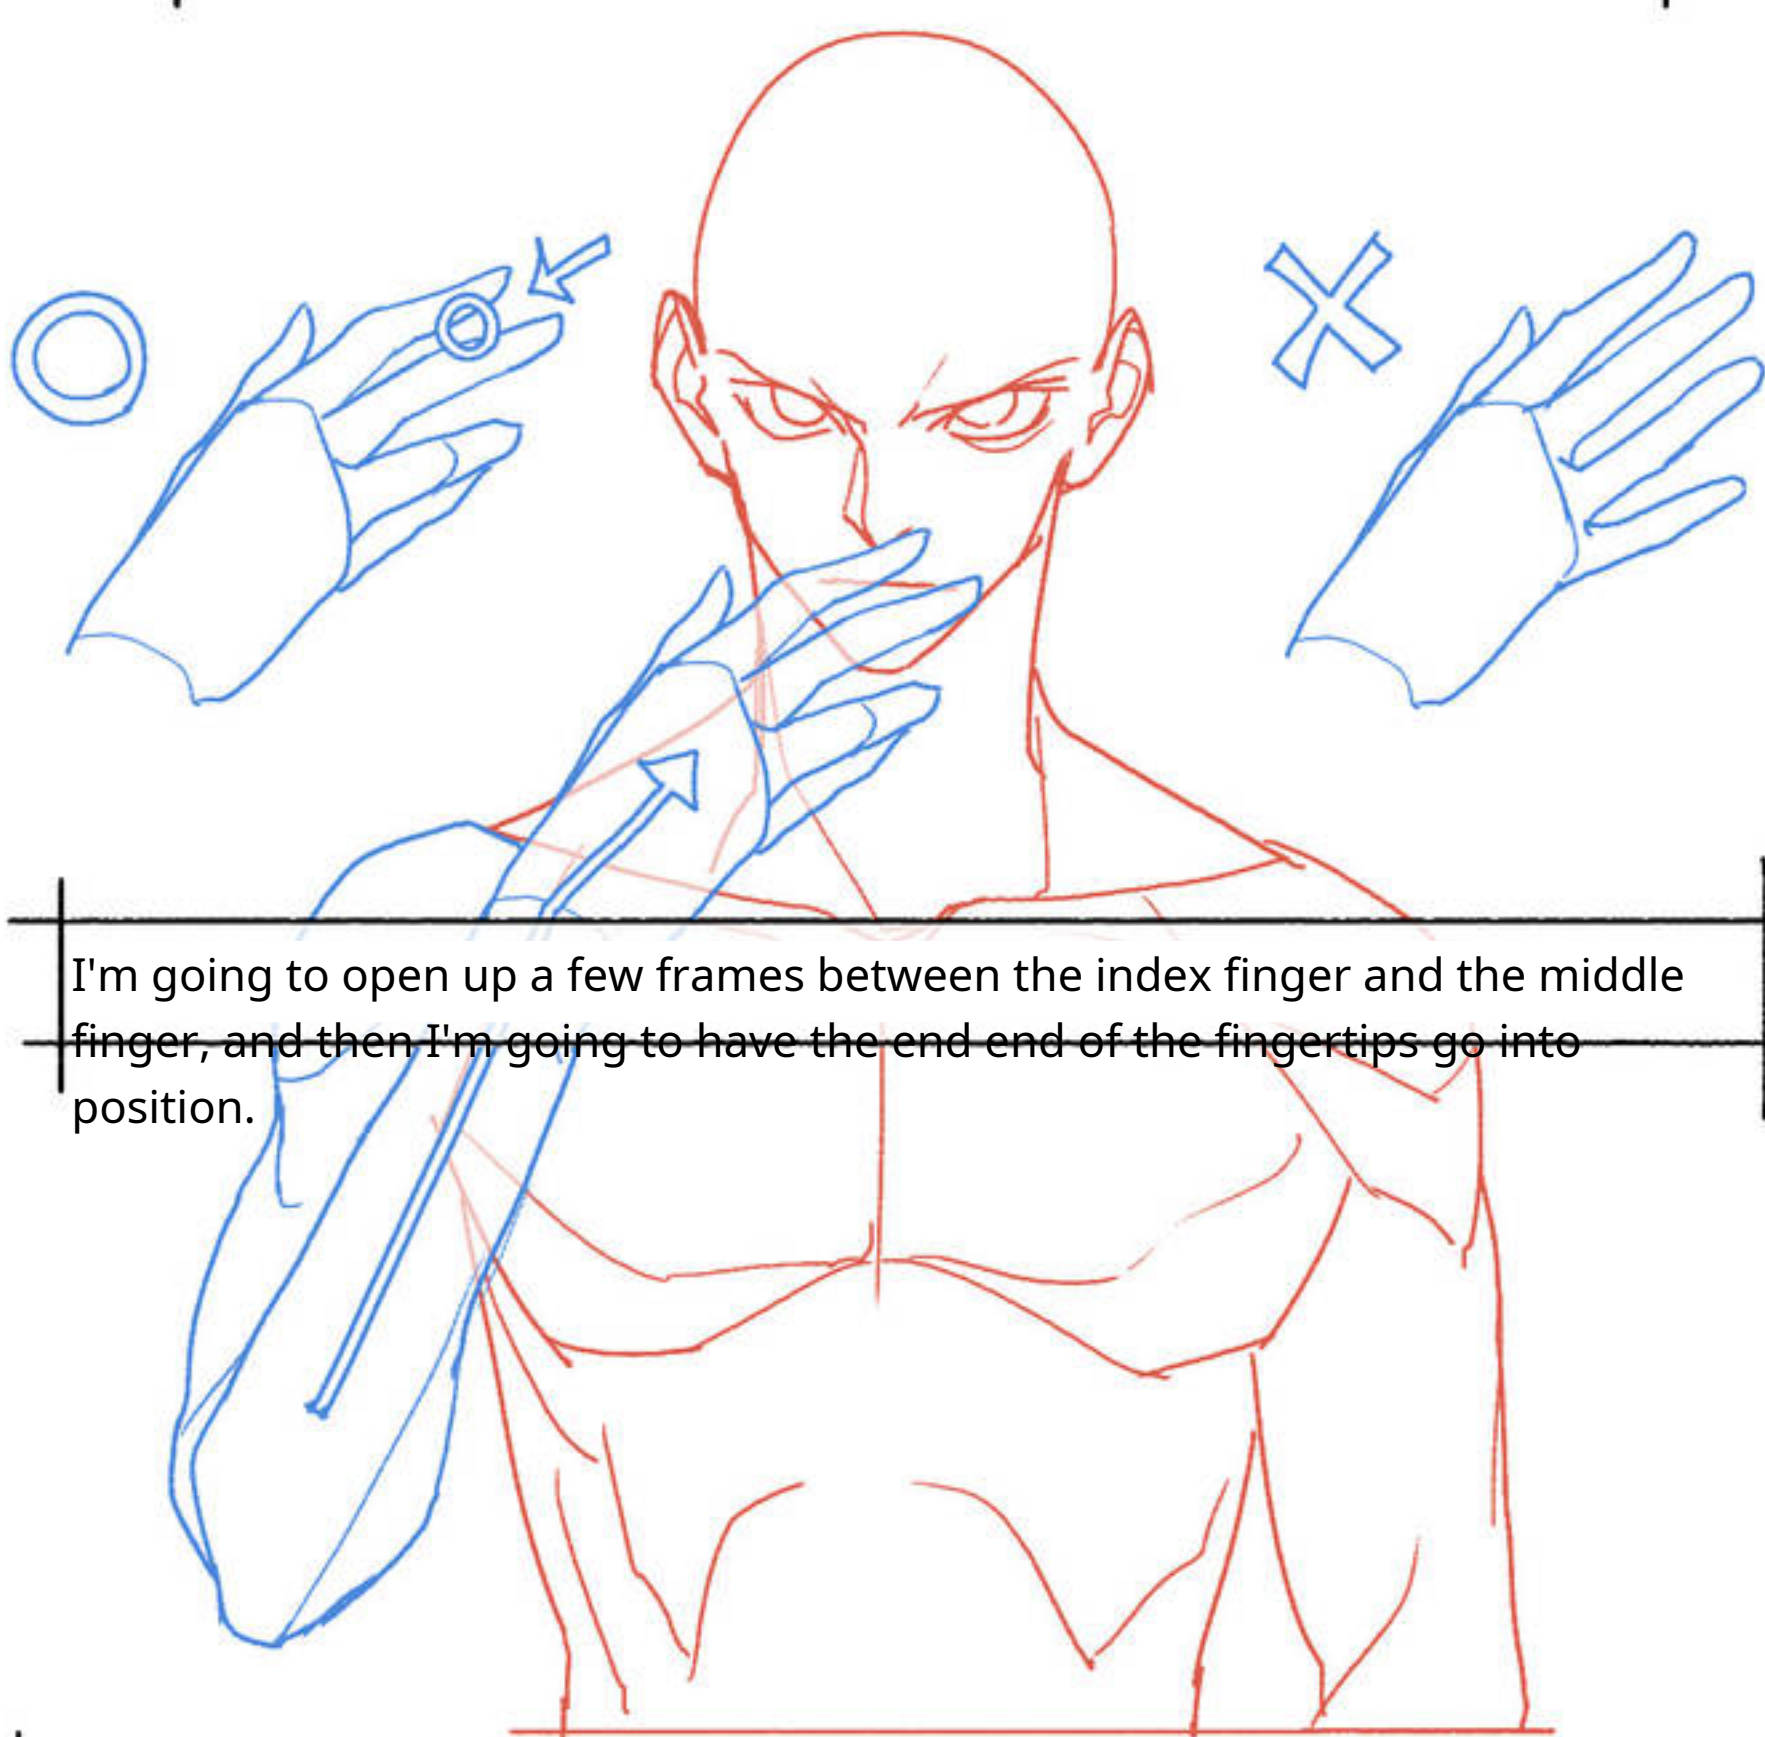 I'm going to open up a few frames between the index finger and the middle
finger, and then I'm going to have the end end of the fingertips go into
position.